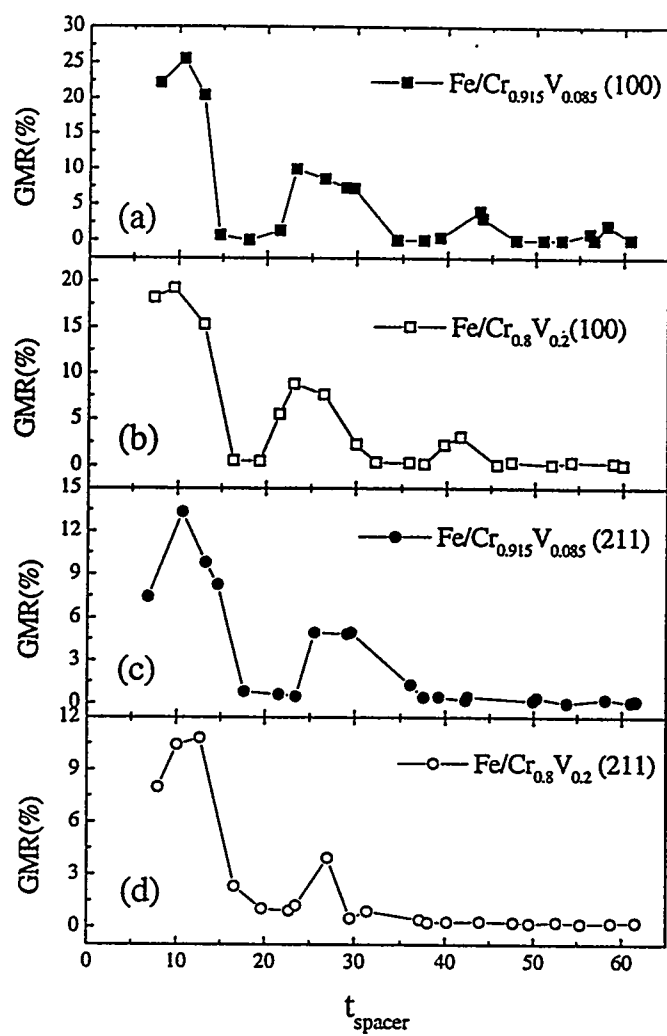 30
25
20
15
10
5
0
GMR(%)
(a)
Fe/Cr0.915V0.085 (100)
20
15
10
5
0
GMR(%)
(b)
Fe/Cr0.8V0.2(100)
15
12
9
6
3
0
GMR(%)
(c)
Fe/Cr0.915V0.085 (211)
12
9
6
3
0
GMR(%)
(d)
Fe/Cr0.8V0.2 (211)
0 10 20 30 40 50 60
tspacer